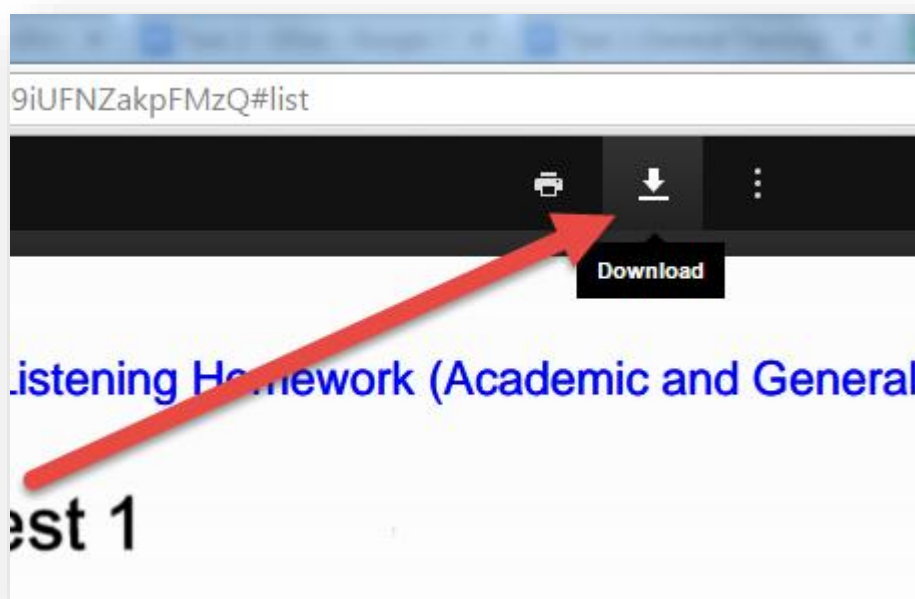 9iUFNZakpFMzQ#list
Download
Listening Homework (Academic and General
est 1